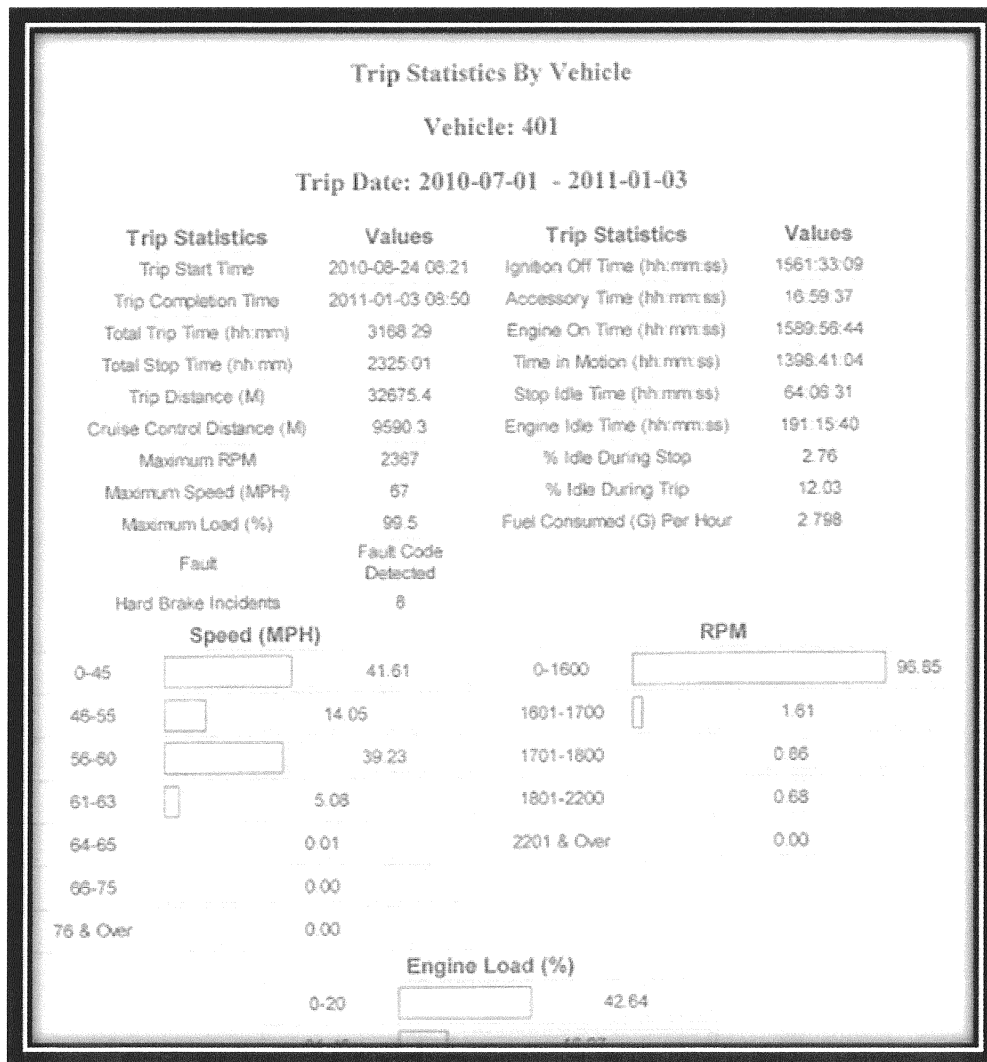 Trip Statistics By Vehicle
Vehicle: 401
Trip Date: 2010-07-01 - 2011-01-03
Trip Statistics Values Trip Statistics Values
Trip Start Time 2010-08-24 08:21 Ignition Off Time (hh:mm:ss) 1561:33:09
Trip Completion Time 2011-01-03 08:50 Accessory Time (hh:mm:ss) 16:59:37
Total Trip Time (hh:mm) 3168:29 Engine On Time (hh:mm:ss) 1589:56:44
Total Stop Time (hh:mm) 2325:01 Time in Motion (hh:mm:ss) 1398:41:04
Trip Distance (M) 32675.4 Stop Idle Time (hh:mm:ss) 64:06:31
Cruise Control Distance (M) 9590.3 Engine Idle Time (hh:mm:ss) 191:15:40
Maximum RPM 2367 % Idle During Stop 2.76
Maximum Speed (MPH) 67 % Idle During Trip 12.03
Maximum Load (%) 99.5 Fuel Consumed (G) Per Hour 2.798
Fault Fault Code Detected
Hard Brake Incidents 8
Speed (MPH) RPM
0-45 41.61 0-1600 96.85
46-55 14.05 1601-1700 1.61
56-60 39.23 1701-1800 0.86
61-63 5.08 1801-2200 0.68
64-65 0.01 2201 & Over 0.00
66-75 0.00
76 & Over 0.00
Engine Load (%)
0-20 42.64